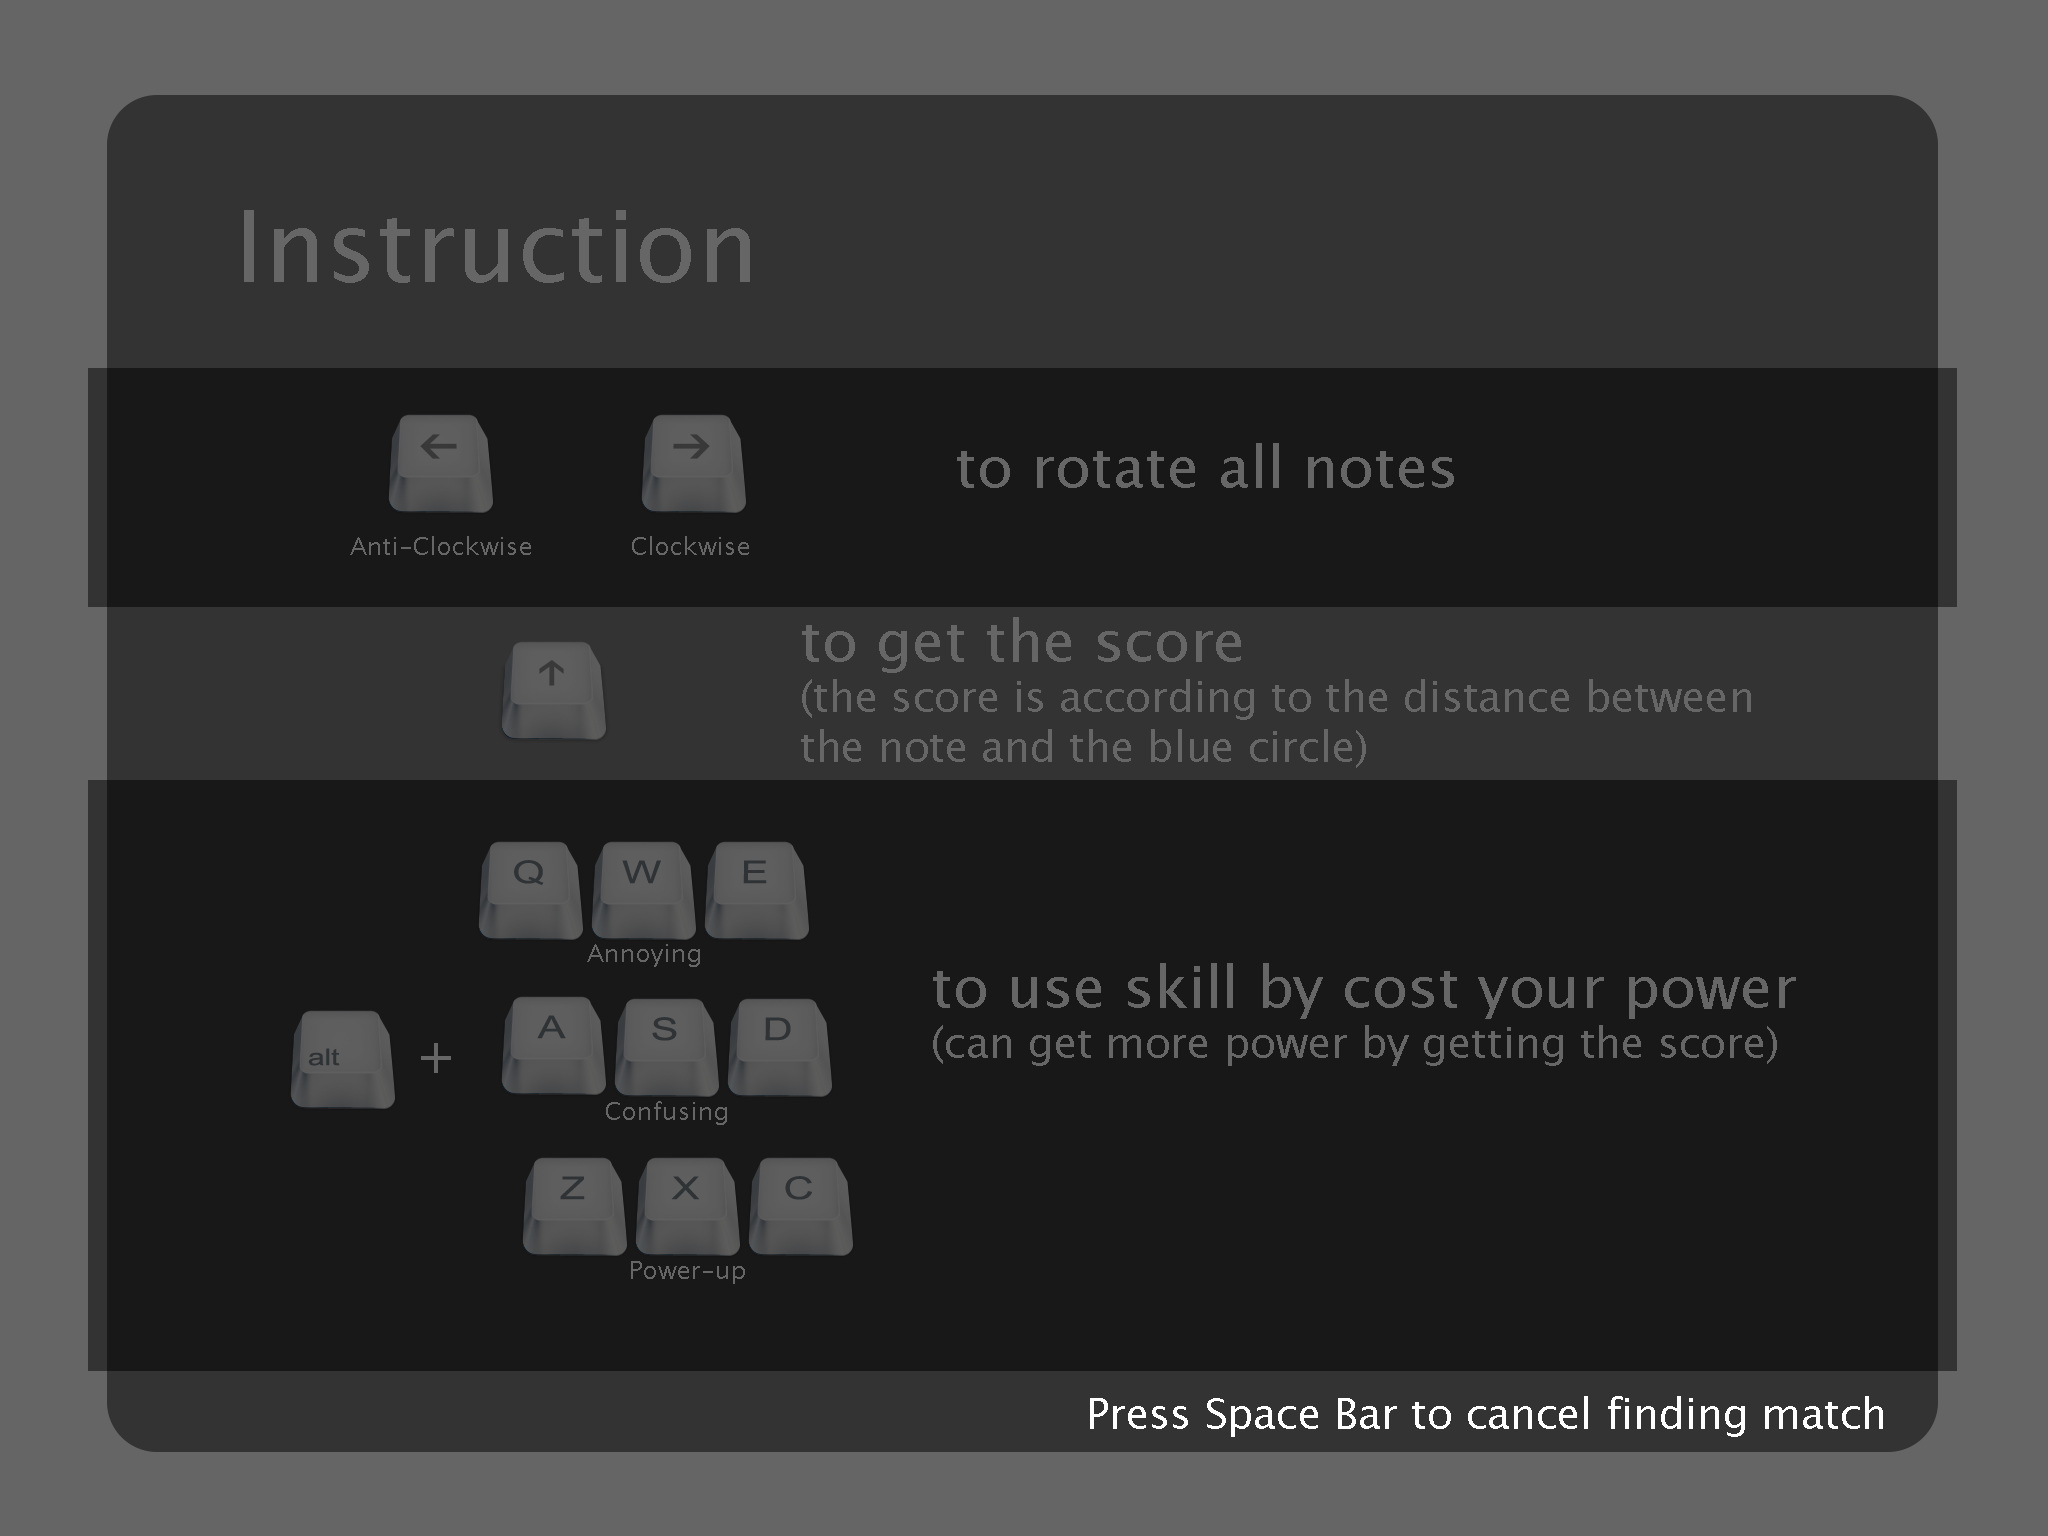 Instruction
← →
to rotate all notes
Anti-Clockwise Clockwise
↑
to get the score
(the score is according to the distance between
the note and the blue circle)
Q W E
Annoying
alt + A S D
Confusing
Z X C
Power-up
to use skill by cost your power
(can get more power by getting the score)
Press Space Bar to cancel finding match